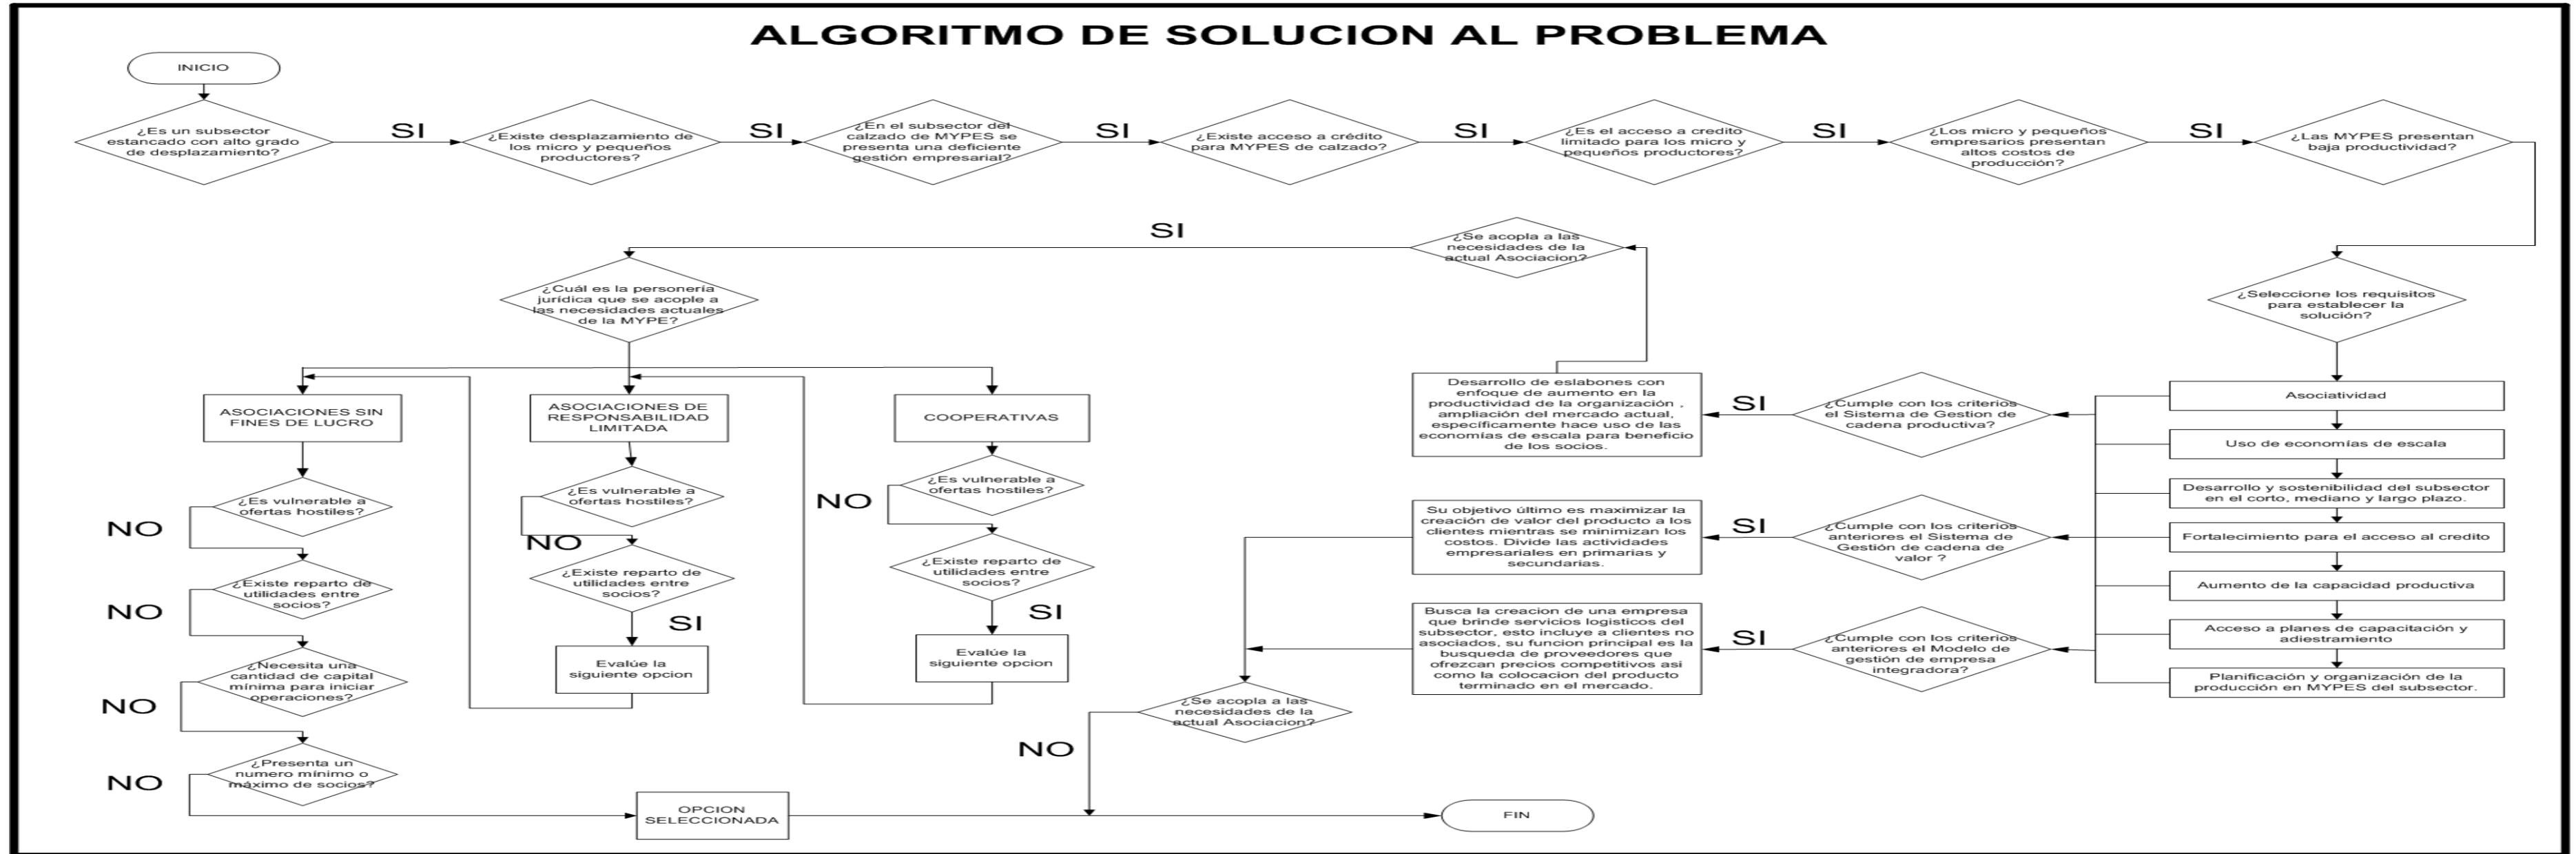 ALGORITMO DE SOLUCION AL PROBLEMA
INICIO
¿Es un subsector
estancado con alto grado
de desplazamiento?
SI
¿Existe desplazamiento de
los micro y pequeños
productores?
SI
¿En el subsector del
calzado de MYPES se
presenta una deficiente
gestión empresarial?
SI
¿Existe acceso a crédito
para MYPES de calzado?
SI
¿Es el acceso a credito
limitado para los micro y
pequeños productores?
SI
¿Los micro y pequeños
empresarios presentan
altos costos de
producción?
SI
¿Las MYPES presentan
baja productividad?
¿Seleccione los requisitos
para establecer la
solución?
Asociatividad
Uso de economías de escala
Desarrollo y sostenibilidad del subsector
en el corto, mediano y largo plazo.
Fortalecimiento para el acceso al credito
Aumento de la capacidad productiva
Acceso a planes de capacitación y
adiestramiento
Planificación y organización de la
producción en MYPES del subsector.
¿Cumple con los criterios
el Sistema de Gestion de
cadena productiva?
SI
Desarrollo de eslabones con
enfoque de aumento en la
productividad de la organización ,
ampliación del mercado actual,
específicamente hace uso de las
economías de escala para beneficio
de los socios.
¿Cumple con los criterios
anteriores el Sistema de
Gestión de cadena de
valor ?
SI
Su objetivo último es maximizar la
creación de valor del producto a los
clientes mientras se minimizan los
costos. Divide las actividades
empresariales en primarias y
secundarias.
¿Cumple con los criterios
anteriores el Modelo de
gestión de empresa
integradora?
SI
Busca la creacion de una empresa
que brinde servicios logisticos del
subsector, esto incluye a clientes no
asociados, su funcion principal es la
busqueda de proveedores que
ofrezcan precios competitivos asi
como la colocacion del producto
terminado en el mercado.
¿Se acopla a las
necesidades de la
actual Asociacion?
NO
¿Se acopla a las
necesidades de la
actual Asociacion?
SI
¿Cuál es la personería
jurídica que se acople a
las necesidades actuales
de la MYPE?
ASOCIACIONES SIN
FINES DE LUCRO
¿Es vulnerable a
ofertas hostiles?
NO
¿Existe reparto de
utilidades entre
socios?
NO
¿Necesita una
cantidad de capital
mínima para iniciar
operaciones?
NO
¿Presenta un
numero mínimo o
máximo de socios?
NO
ASOCIACIONES DE
RESPONSABILIDAD
LIMITADA
¿Es vulnerable a
ofertas hostiles?
NO
¿Existe reparto de
utilidades entre
socios?
SI
Evalúe la
siguiente opcion
COOPERATIVAS
¿Es vulnerable a
ofertas hostiles?
NO
¿Existe reparto de
utilidades entre
socios?
SI
Evalúe la
siguiente opcion
OPCION
SELECCIONADA
FIN